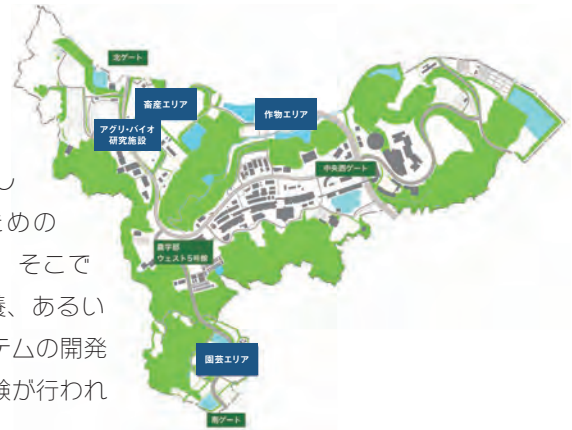 北ゲート
畜産エリア
アグリ・バイオ
研究施設
作物エリア
中央西ゲート
農学部
ウェスト5号館
園芸エリア
南ゲート
し
ための
そこで
、あるい
テムの開発
験が行われ